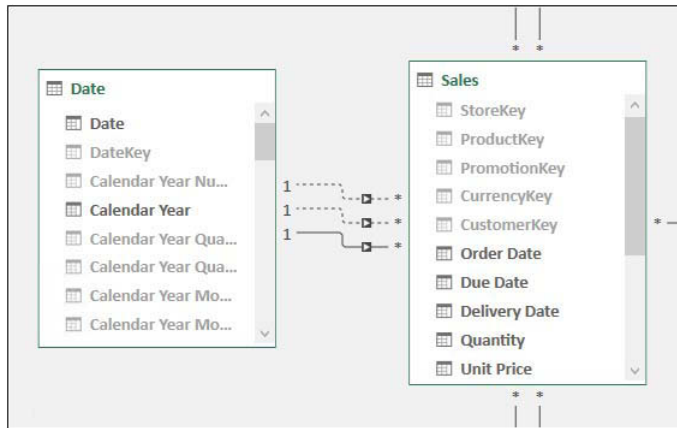 * *
Date
Date
DateKey
Calendar Year Nu...
Calendar Year
Calendar Year Qua...
Calendar Year Qua...
Calendar Year Mo...
Calendar Year Mo...
1 *
1 *
1 *
Sales
StoreKey
ProductKey
PromotionKey
CurrencyKey
CustomerKey
Order Date
Due Date
Delivery Date
Quantity
Unit Price
*
* *